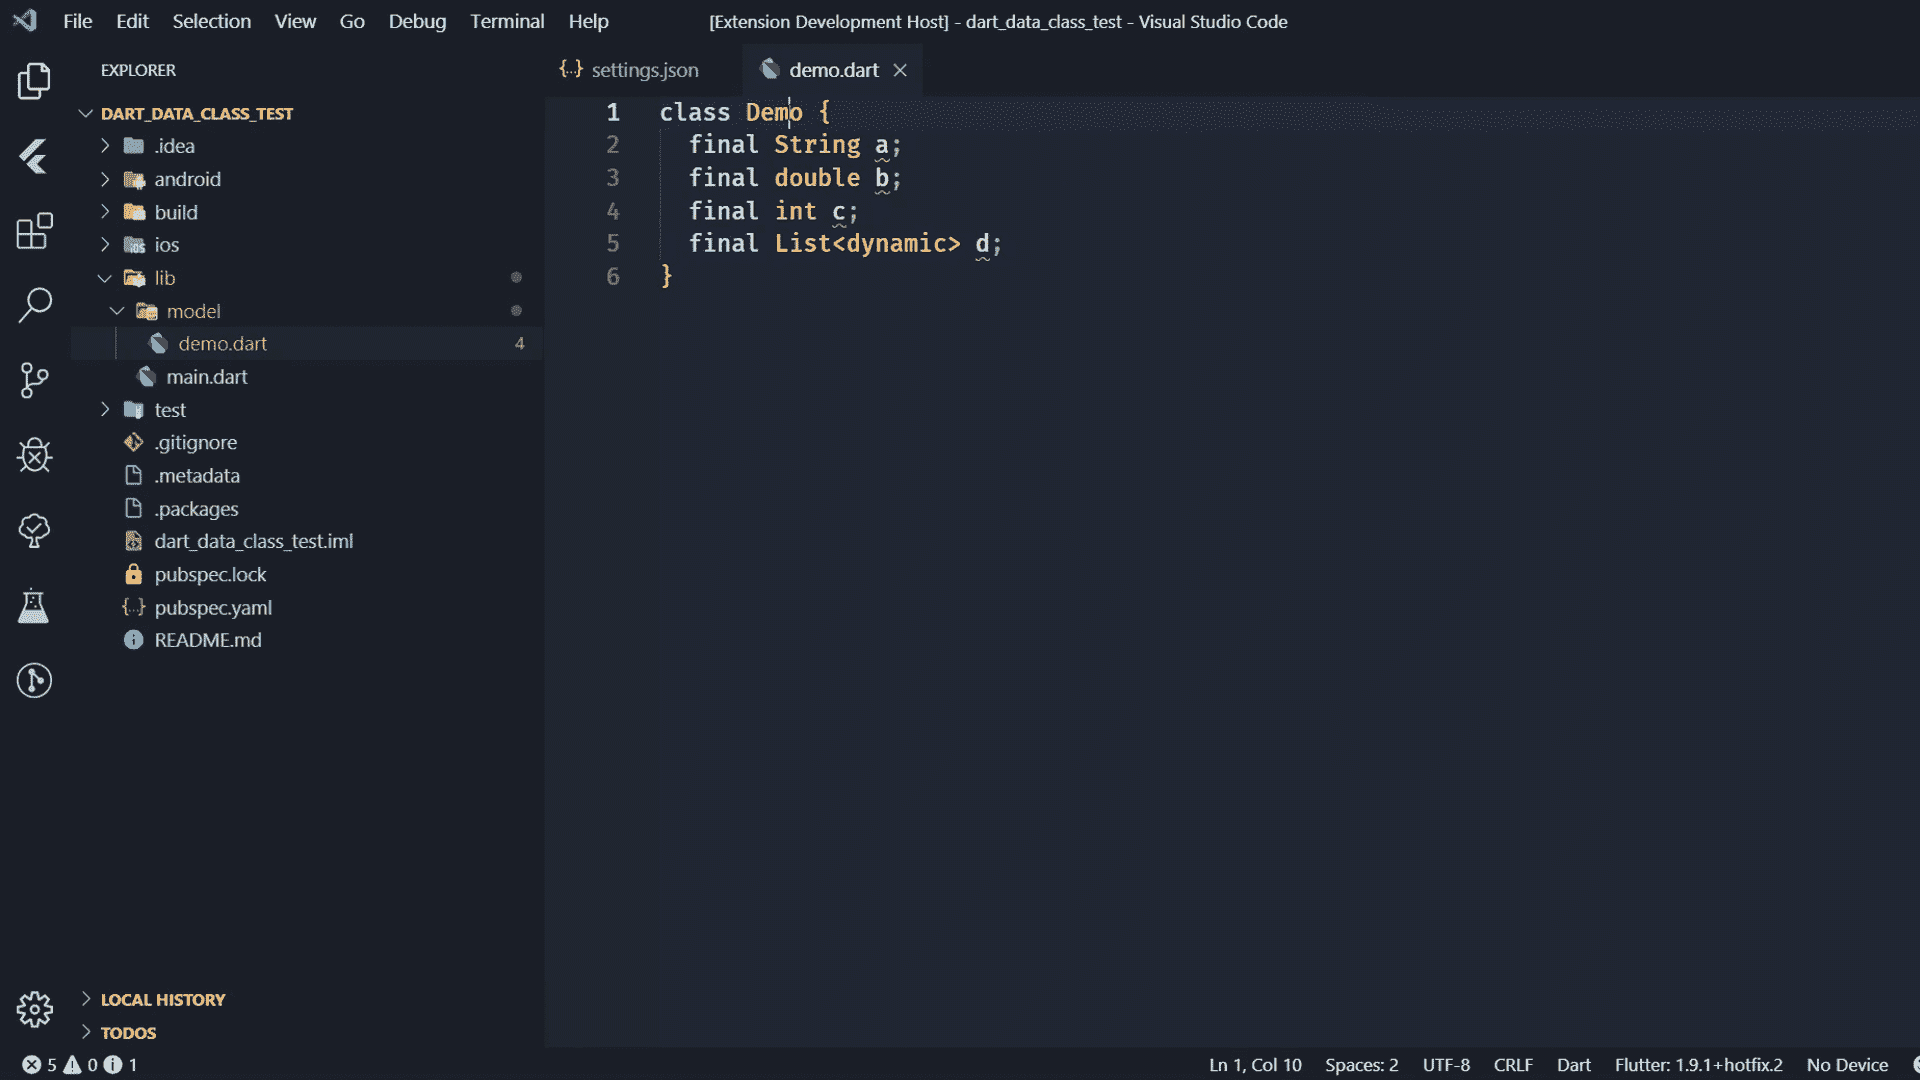 File Edit Selection View Go Debug Terminal Help [Extension Development Host] - dart_data_class_test - Visual Studio Code
EXPLORER
DART_DATA_CLASS_TEST
.idea
android
build
ios
lib
model
demo.dart 4
main.dart
test
.gitignore
.metadata
.packages
dart_data_class_test.iml
pubspec.lock
pubspec.yaml
README.md
LOCAL HISTORY
TODOS
{..} settings.json demo.dart
1 class Demo {
2 final String a;
3 final double b;
4 final int c;
5 final List<dynamic> d;
6 }
5 0 1 Ln 1, Col 10 Spaces: 2 UTF-8 CRLF Dart Flutter: 1.9.1+hotfix.2 No Device